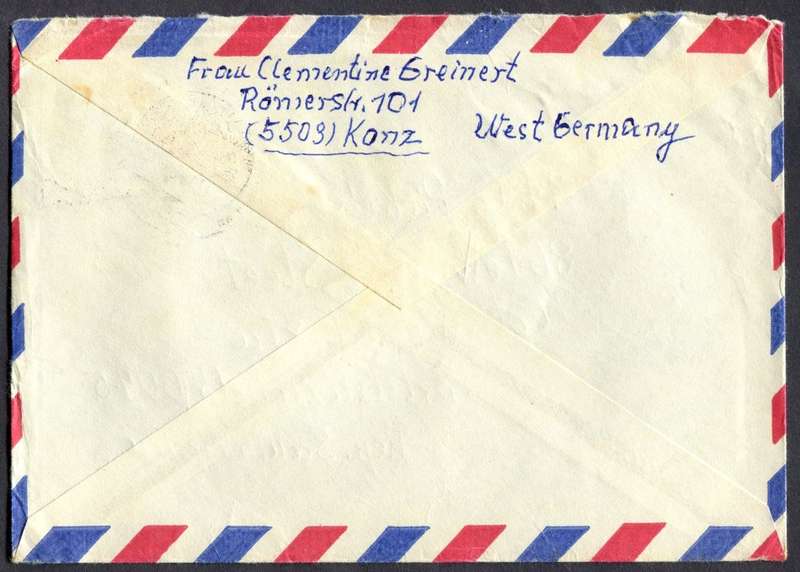 Frau Clementine Greinert
Römerstr. 101
(5503) Konz West Germany